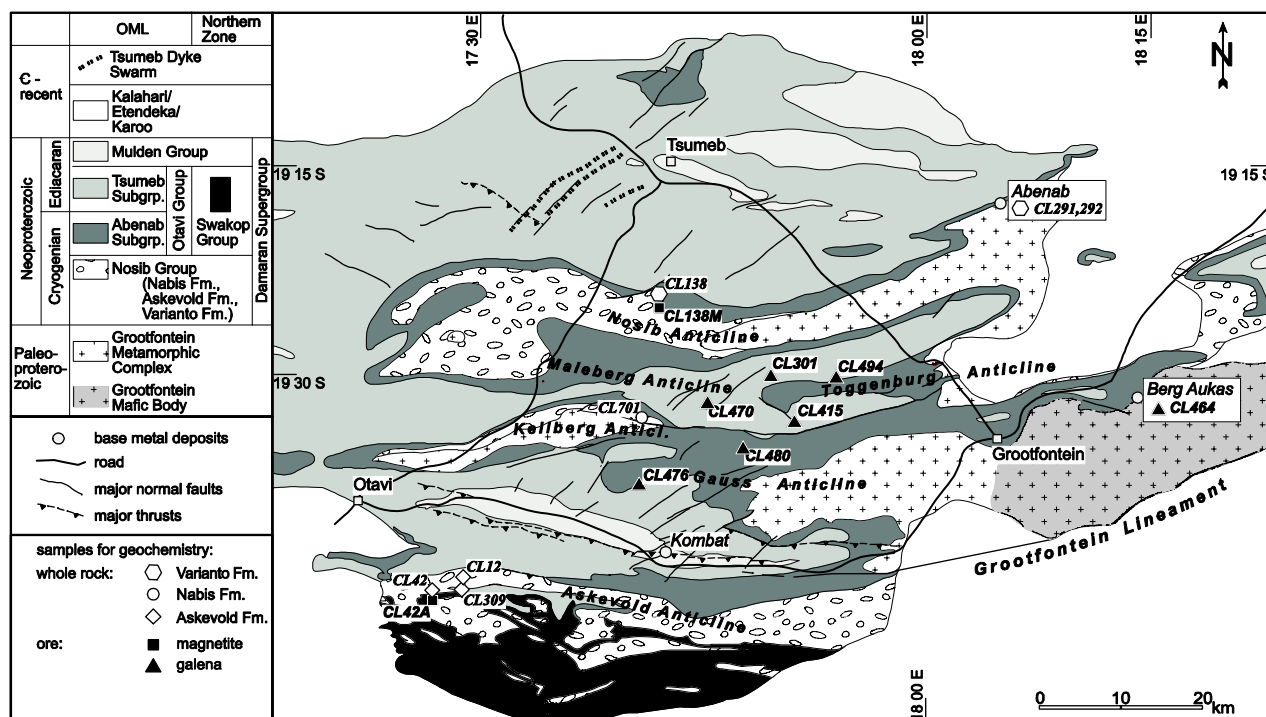 OML
Northern
Zone
Є -
recent
Tsumeb Dyke
Swarm
Kalahari/
Etendeka/
Karoo
Neoproterozoic
Ediacaran
Cryogenian
Mulden Group
Tsumeb
Subgrp.
Abenab
Subgrp.
Otavi Group
Swakop
Group
Damaran Supergroup
Nosib Group
(Nabis Fm.,
Askevold Fm.,
Varianto Fm.)
Paleo-
proterozoic
Grootfontein
Metamorphic
Complex
Grootfontein
Mafic Body
base metal deposits
road
major normal faults
major thrusts
samples for geochemistry:
whole rock:
Varianto Fm.
Nabis Fm.
Askevold Fm.
ore:
magnetite
galena
17 30 E
18 00 E
18 15 E
N
Tsumeb
19 15 S
19 15 S
Abenab
CL291,292
CL138
CL138M
Nosib Anticline
19 30 S
Maleberg Anticline
CL301
CL494
Toggenburg Anticline
CL470
CL415
Berg Aukas
CL464
CL701
Keilberg Anticl.
CL480
Grootfontein
CL476
Gauss Anticline
Otavi
Kombat
Grootfontein Lineament
CL12
CL42
CL309
CL42A
Askevold Anticline
18 00 E
0 10 20
km